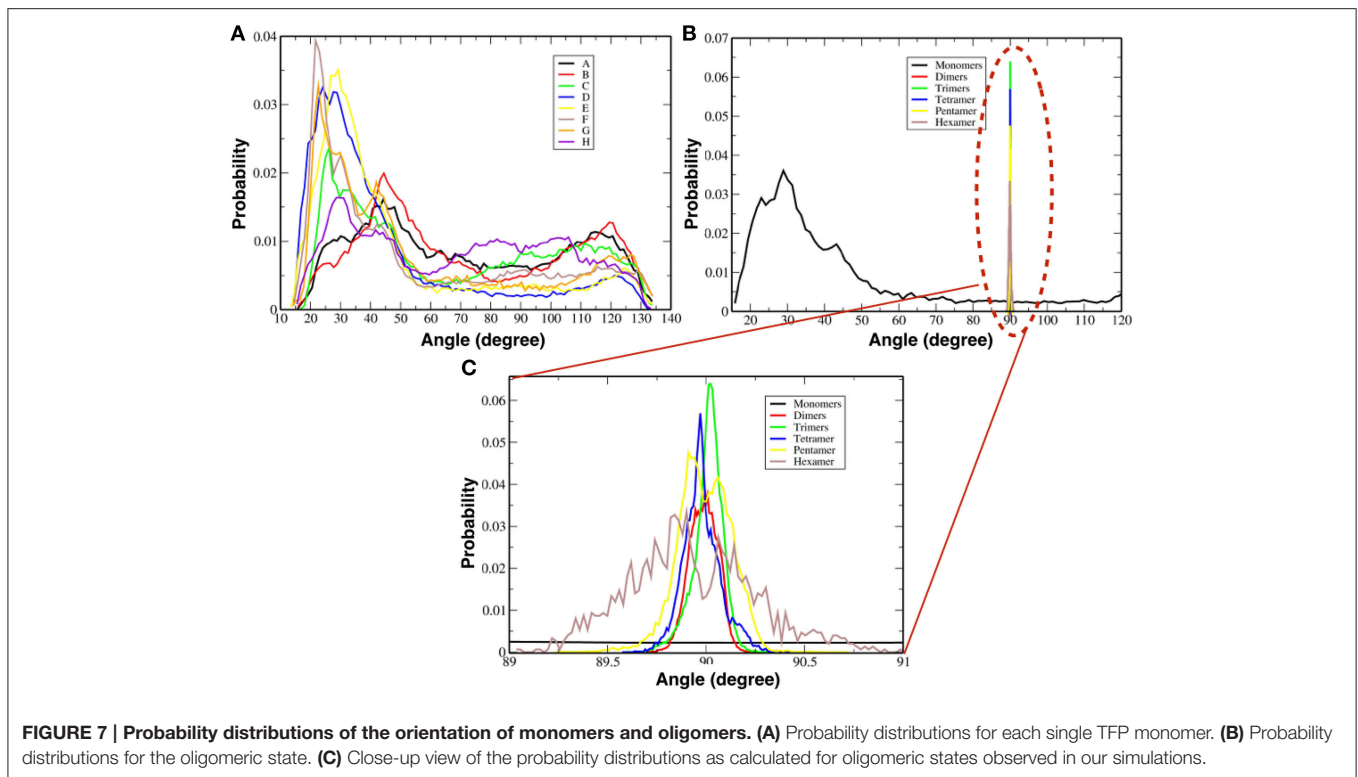 A
Probability
0.04
0.03
0.02
0.01
0
A
B
C
D
E
F
G
H
10 20 30 40 50 60 70 80 90 100 110 120 130 140
Angle (degree)
B
Probability
0.07
0.06
0.05
0.04
0.03
0.02
0.01
0
Monomers
Dimers
Trimers
Tetramer
Pentamer
Hexamer
20 30 40 50 60 70 80 90 100 110 120
Angle (degree)
C
Probability
0.06
0.05
0.04
0.03
0.02
0.01
0
Monomers
Dimers
Trimers
Tetramer
Pentamer
Hexamer
89 89.5 90 90.5 91
Angle (degree)
FIGURE 7 | Probability distributions of the orientation of monomers and oligomers. (A) Probability distributions for each single TFP monomer. (B) Probability
distributions for the oligomeric state. (C) Close-up view of the probability distributions as calculated for oligomeric states observed in our simulations.